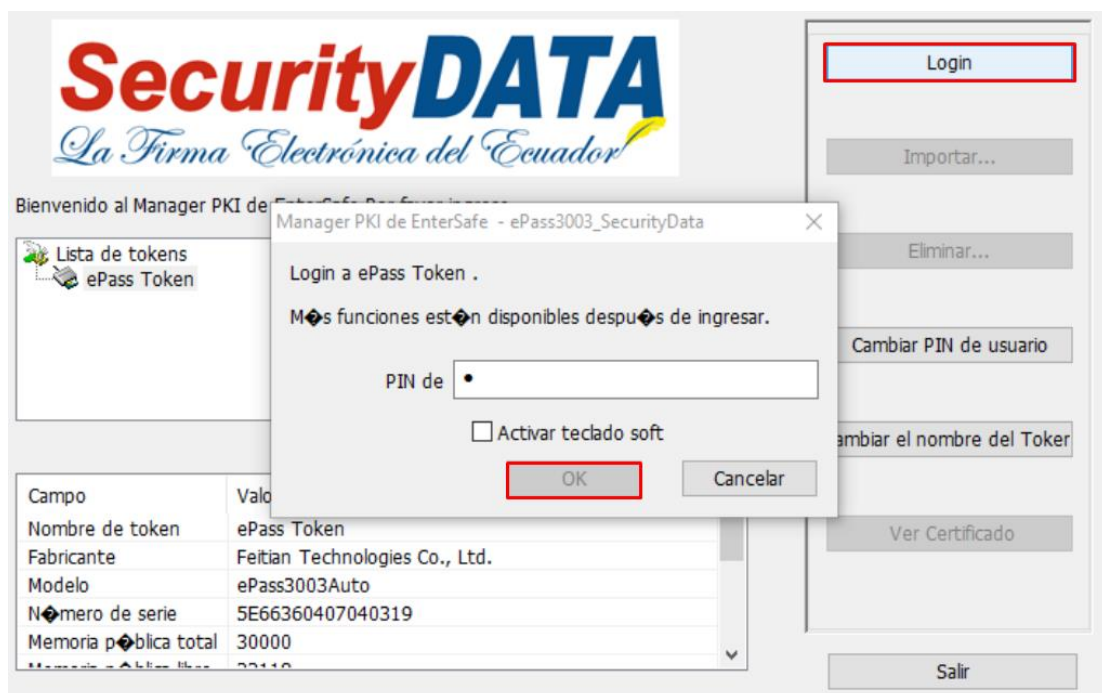 SecurityDATA
La Firma Electrónica del Ecuador
Bienvenido al Manager PKI de
Lista de tokens
ePass Token
Manager PKI de EnterSafe - ePass3003_SecurityData
Login a ePass Token .
M�s funciones est�n disponibles despu�s de ingresar.
PIN de
Activar teclado soft
OK
Cancelar
Campo Valo
Nombre de token ePass Token
Fabricante Feitian Technologies Co., Ltd.
Modelo ePass3003Auto
N�mero de serie 5E66360407040319
Memoria p�blica total 30000
Login
Importar...
Eliminar...
Cambiar PIN de usuario
ambiar el nombre del Token
Ver Certificado
Salir